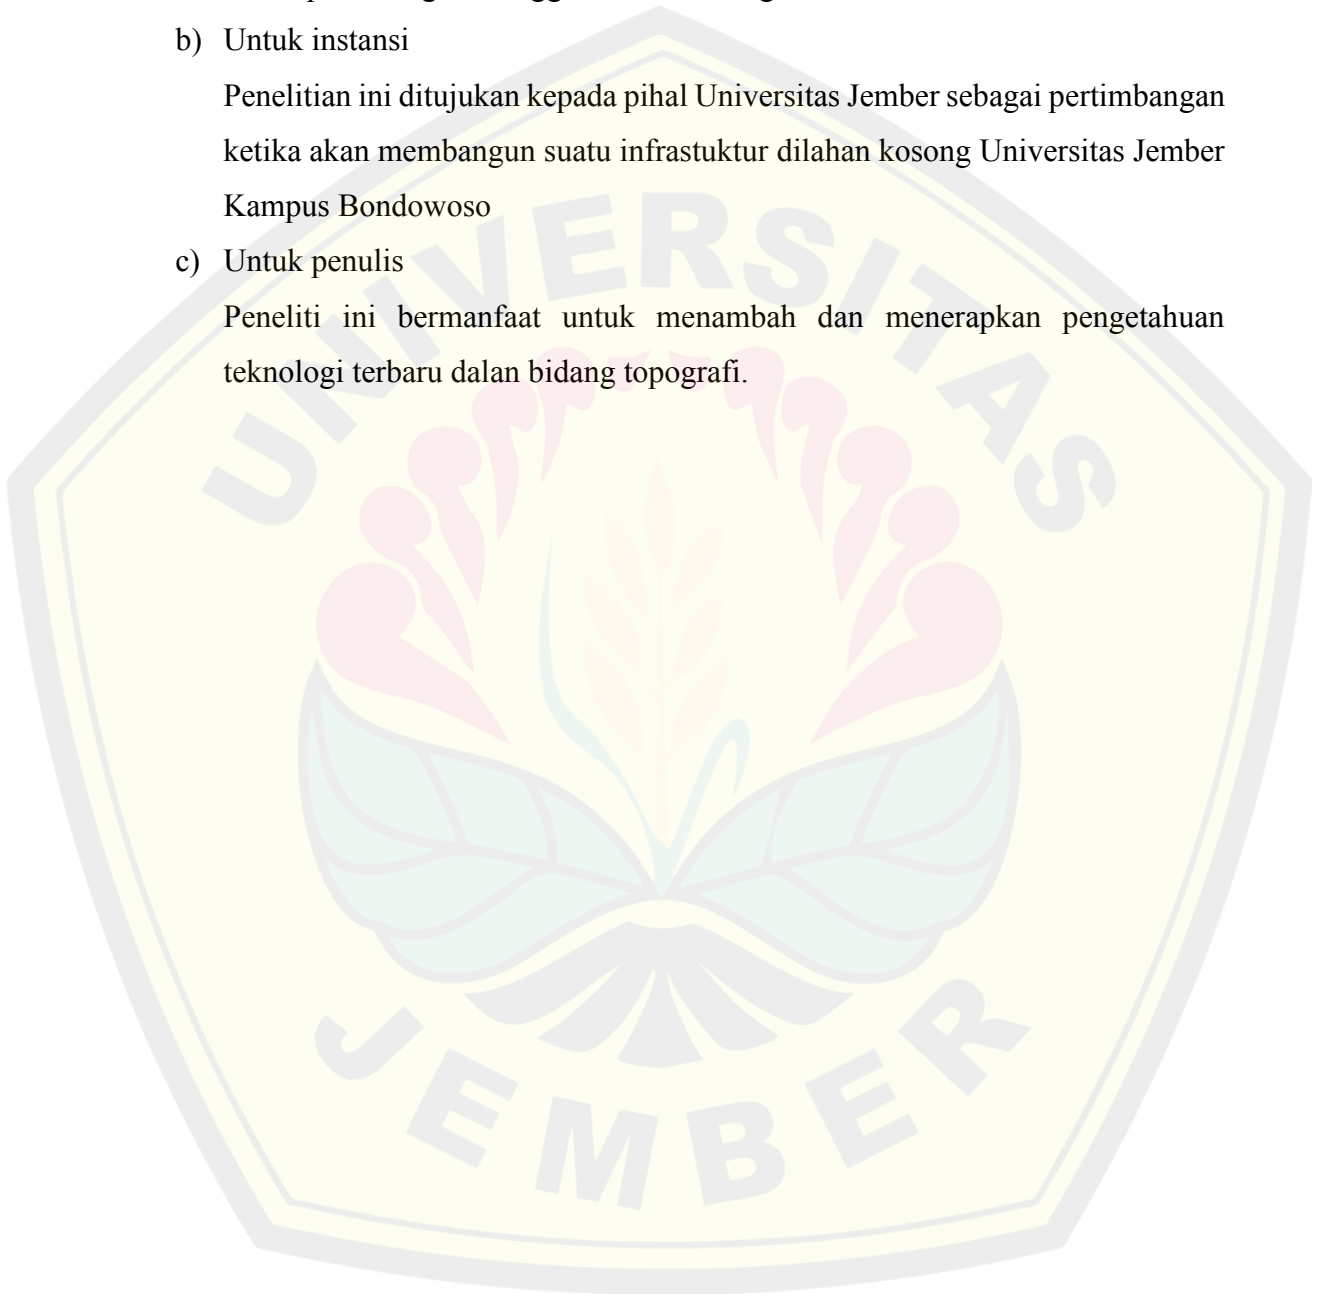 b) Untuk instansi
Penelitian ini ditujukan kepada pihal Universitas Jember sebagai pertimbangan
ketika akan membangun suatu infrastuktur dilahan kosong Universitas Jember
Kampus Bondowoso
c) Untuk penulis
Peneliti ini bermanfaat untuk menambah dan menerapkan pengetahuan
teknologi terbaru dalan bidang topografi.
UNIVERSITAS
JEMBER